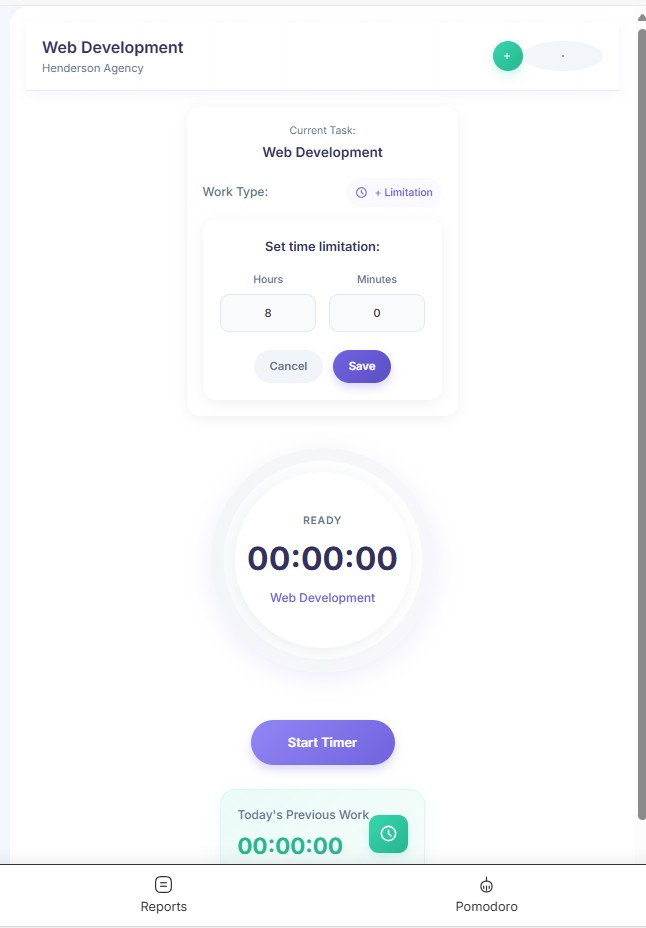 Web Development
Henderson Agency
+
·
Current Task:
Web Development
Work Type:
+ Limitation
Set time limitation:
Hours
Minutes
8
0
Cancel
Save
READY
00:00:00
Web Development
Start Timer
Today's Previous Work
00:00:00
Reports
Pomodoro